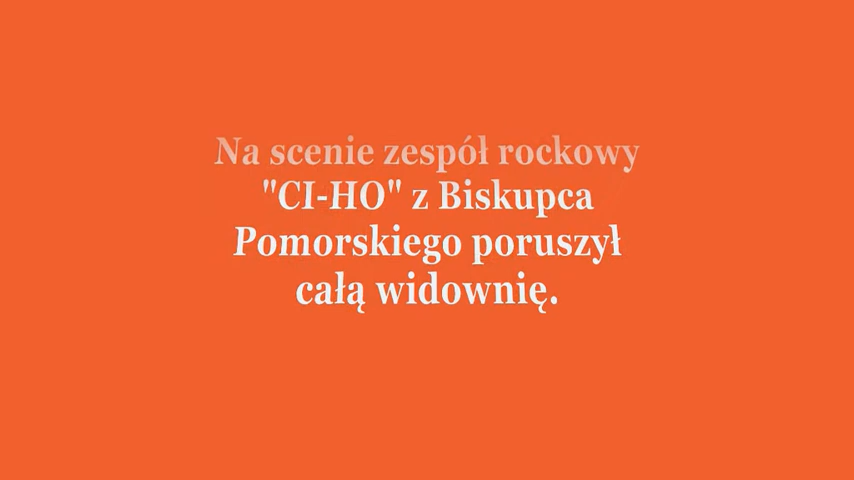 Na scenie zespół rockowy
"CI-HO" z Biskupca
Pomorskiego poruszył
całą widownię.